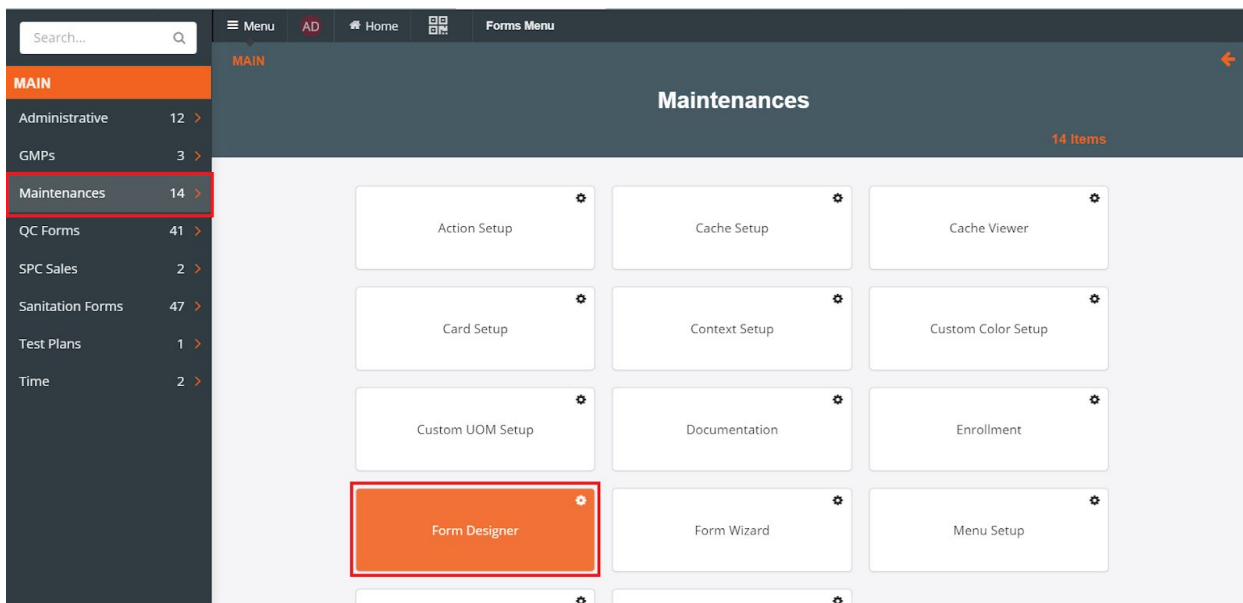 Search...
Menu AD Home Forms Menu
MAIN
MAIN
Administrative 12
GMPs 3
Maintenances 14
QC Forms 41
SPC Sales 2
Sanitation Forms 47
Test Plans 1
Time 2
Maintenances
14 Items
Action Setup
Cache Setup
Cache Viewer
Card Setup
Context Setup
Custom Color Setup
Custom UOM Setup
Documentation
Enrollment
Form Designer
Form Wizard
Menu Setup